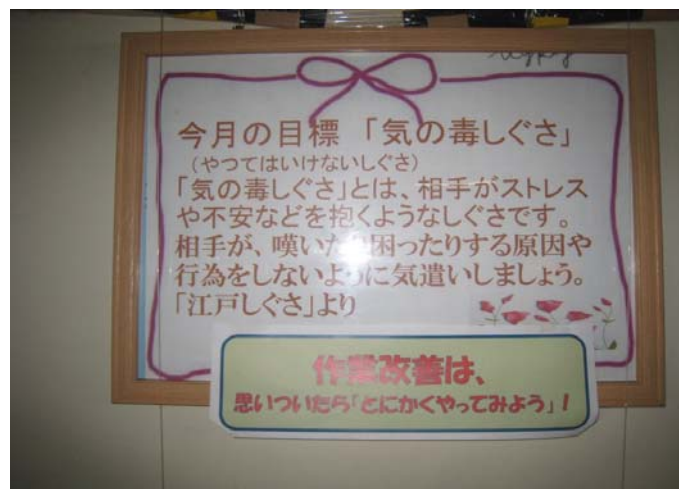 今月の目標 「気の毒しぐさ」
(やつてはいけないしぐさ)
「気の毒しぐさ」とは、相手がストレス
や不安などを抱くようなしぐさです。
相手が、嘆いたり困ったりする原因や
行為をしないように気遣いしましょう。
「江戸しぐさ」より
作業改善は、
思いついたら「とにかくやってみよう」!